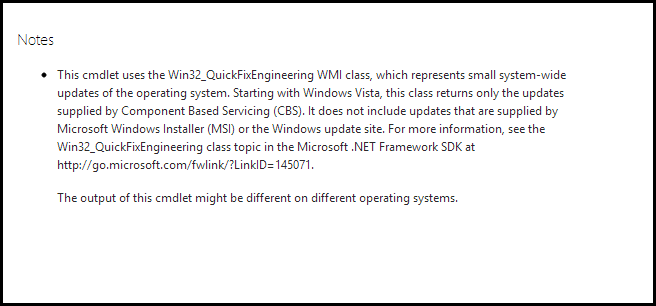 Notes
• This cmdlet uses the Win32_QuickFixEngineering WMI class, which represents small system-wide
updates of the operating system. Starting with Windows Vista, this class returns only the updates
supplied by Component Based Servicing (CBS). It does not include updates that are supplied by
Microsoft Windows Installer (MSI) or the Windows update site. For more information, see the
Win32_QuickFixEngineering class topic in the Microsoft .NET Framework SDK at
http://go.microsoft.com/fwlink/?LinkID=145071.
The output of this cmdlet might be different on different operating systems.